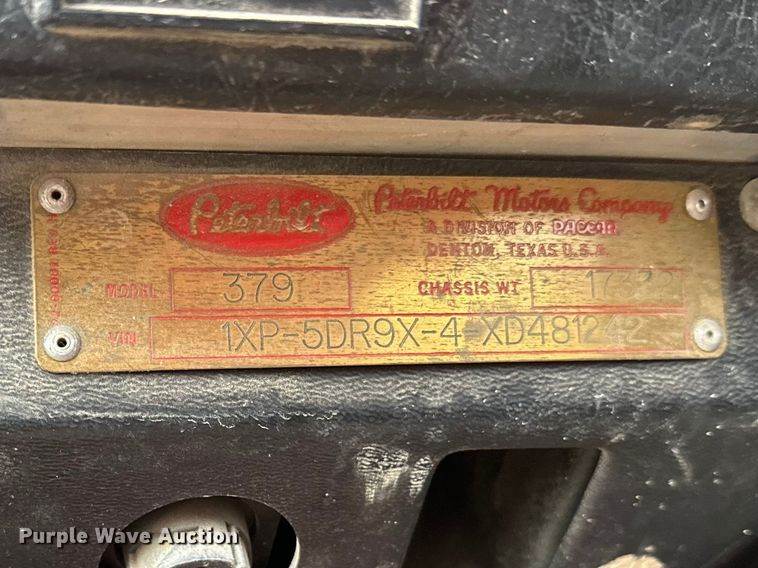 Peterbilt
Peterbilt Motors Company
A DIVISION OF PACCAR
DENTON, TEXAS U.S.A.
MODEL 379 CHASSIS WT
VIN 1XP-5DR9X-4-XD481242
Purple Wave Auction